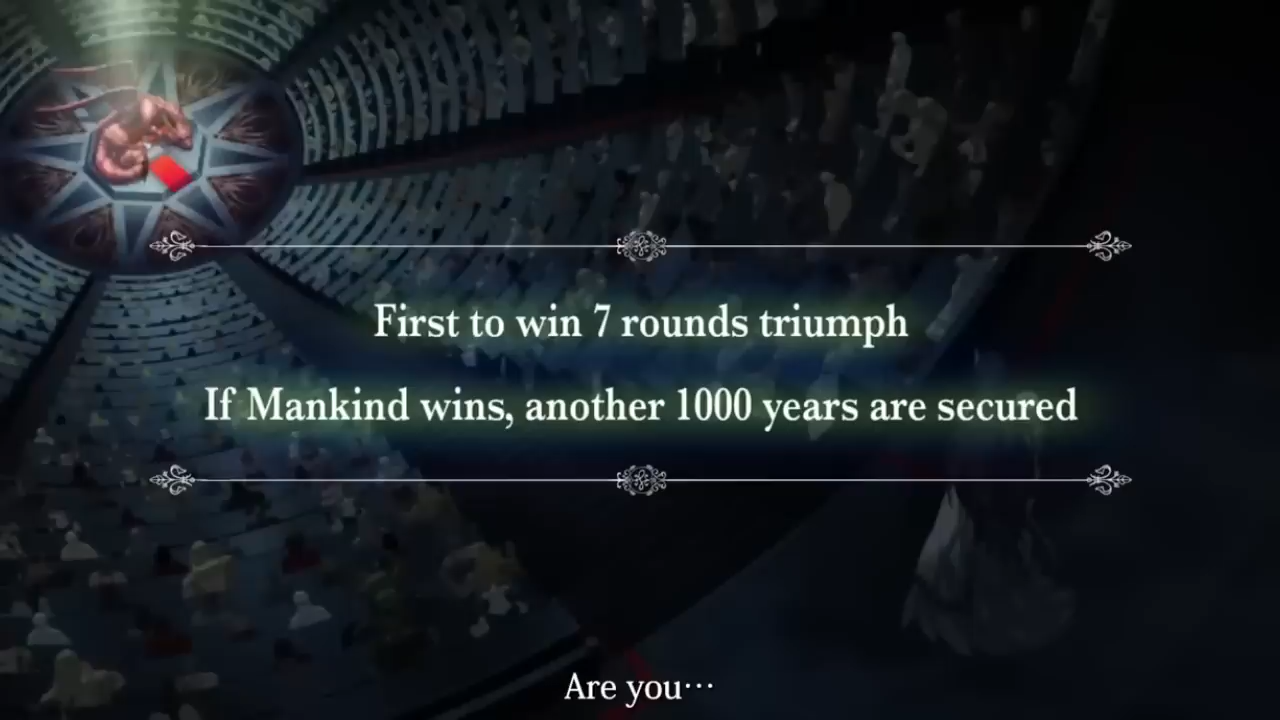 First to win 7 rounds triumph
If Mankind wins, another 1000 years are secured
Are you…